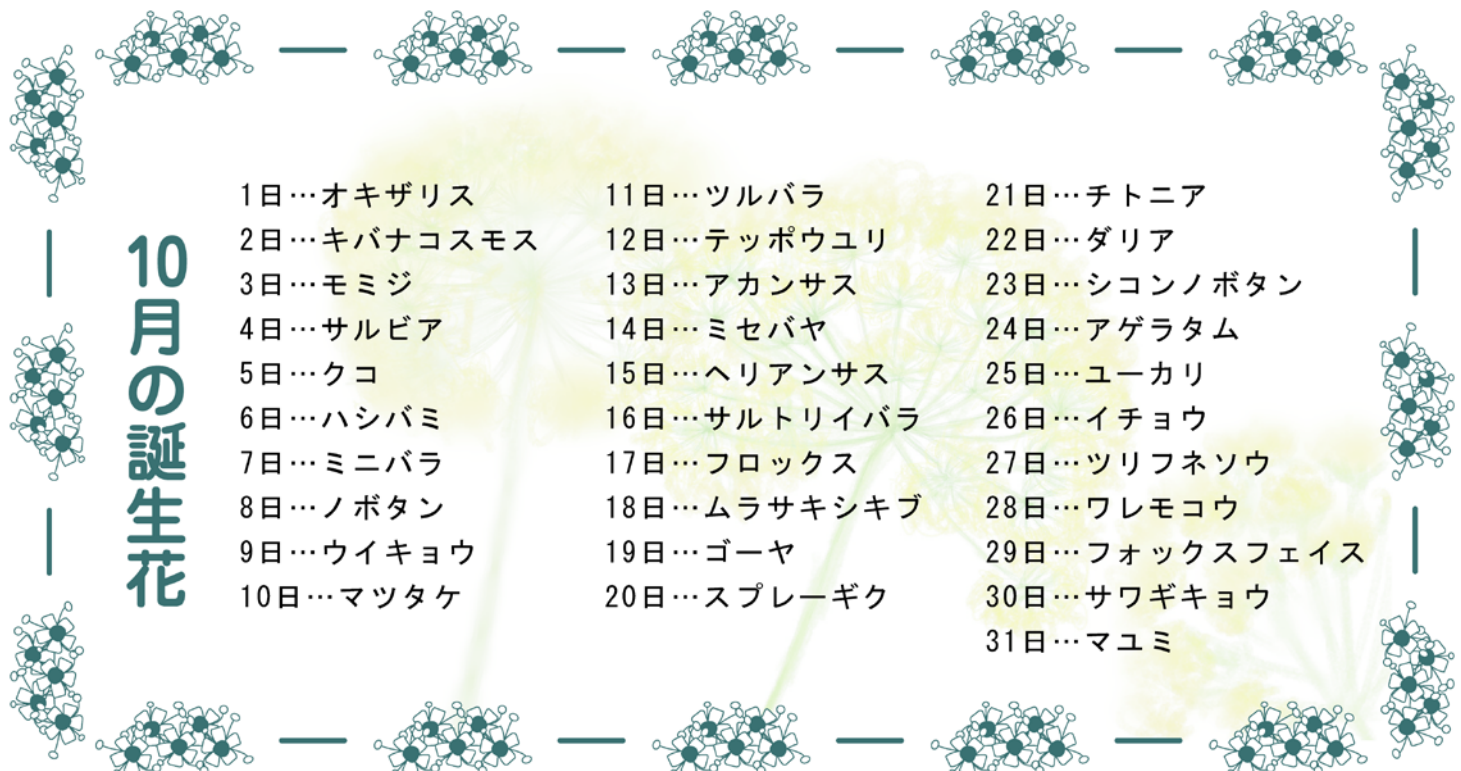 10月の誕生花
1日…オキザリス
2日…キバナコスモス
3日…モミジ
4日…サルビア
5日…クコ
6日…ハシバミ
7日…ミニバラ
8日…ノボタン
9日…ウイキョウ
10日…マツタケ
11日…ツルバラ
12日…テッポウユリ
13日…アカンサス
14日…ミセバヤ
15日…ヘリアンサス
16日…サルトリイバラ
17日…フロックス
18日…ムラサキシキブ
19日…ゴーヤ
20日…スプレーギク
21日…チトニア
22日…ダリア
23日…シコンノボタン
24日…アゲラタム
25日…ユーカリ
26日…イチョウ
27日…ツリフネソウ
28日…ワレモコウ
29日…フォックスフェイス
30日…サワギキョウ
31日…マユミ